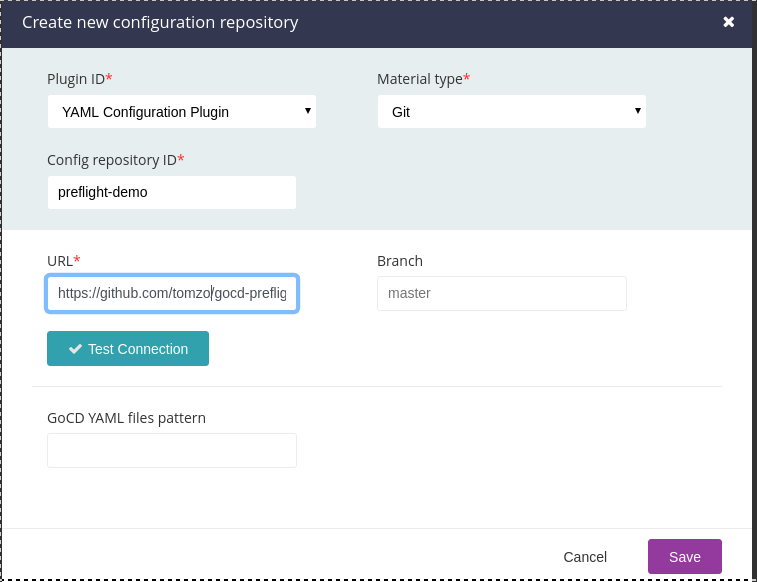 Create new configuration repository
Plugin ID* Material type*
YAML Configuration Plugin Git
Config repository ID*
preflight-demo
URL* Branch
https://github.com/tomzo/gocd-preflig master
Test Connection
GoCD YAML files pattern
Cancel Save